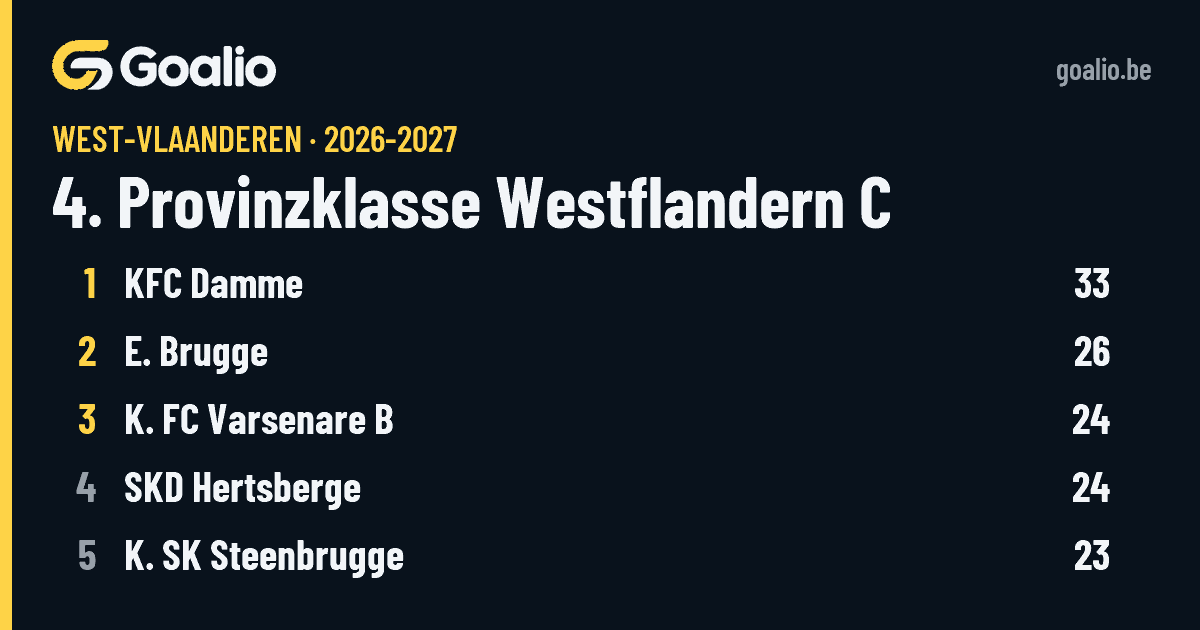 Goalio
goalio.be
WEST-VLAANDEREN · 2026-2027
4. Provinzklasse Westflandern C
1 KFC Damme 33
2 E. Brugge 26
3 K. FC Varsenare B 24
4 SKD Hertsberge 24
5 K. SK Steenbrugge 23